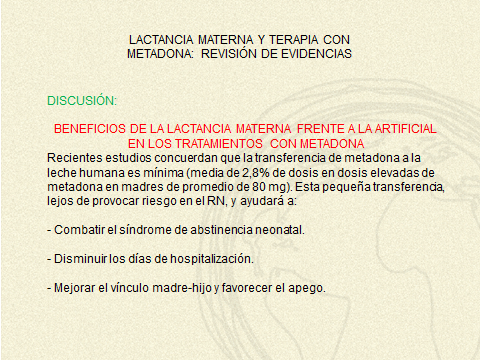 LACTANCIA MATERNA Y TERAPIA CON
METADONA: REVISIÓN DE EVIDENCIAS
DISCUSIÓN:
BENEFICIOS DE LA LACTANCIA MATERNA FRENTE A LA ARTIFICIAL
EN LOS TRATAMIENTOS CON METADONA
Recientes estudios concuerdan que la transferencia de metadona a la
leche humana es mínima (media de 2,8% de dosis en dosis elevadas de
metadona en madres de promedio de 80 mg). Esta pequeña transferencia,
lejos de provocar riesgo en el RN, y ayudará a:
- Combatir el síndrome de abstinencia neonatal.
- Disminuir los días de hospitalización.
- Mejorar el vínculo madre-hijo y favorecer el apego.